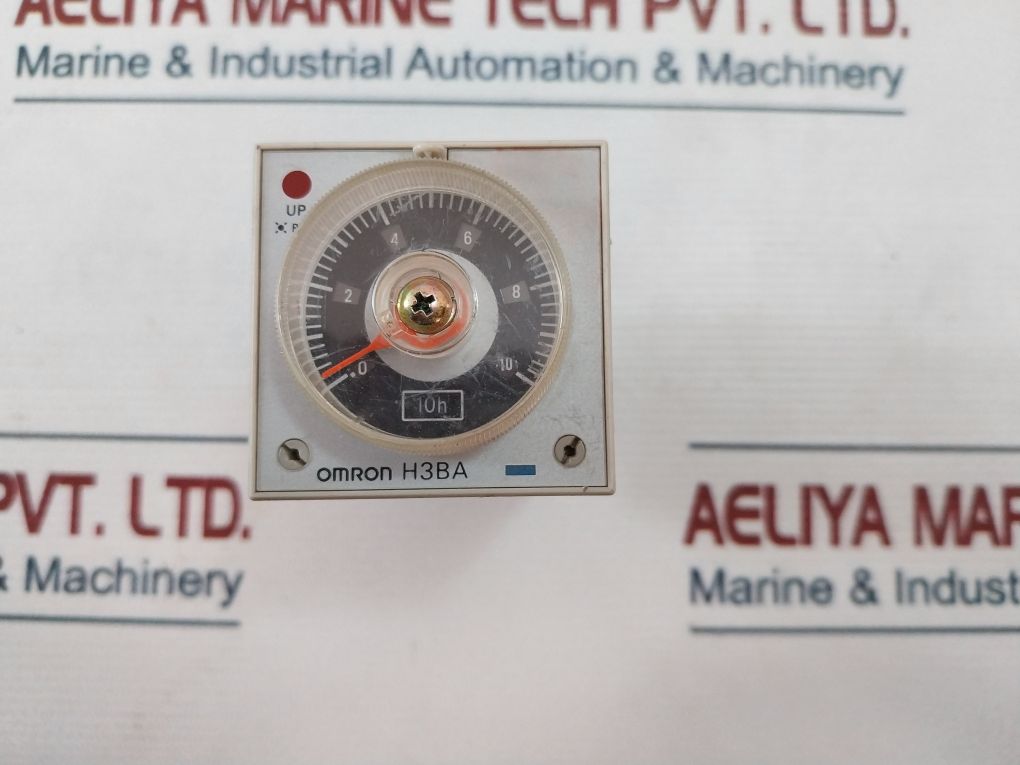 AELIYA MARINE TECH PVT. LTD.
Marine & Industrial Automation & Machinery
UP
4 6
2 8
0 10
10h
OMRON H3BA
PVT. LTD.
& Machinery
AELIYA MAR
Marine & Indust